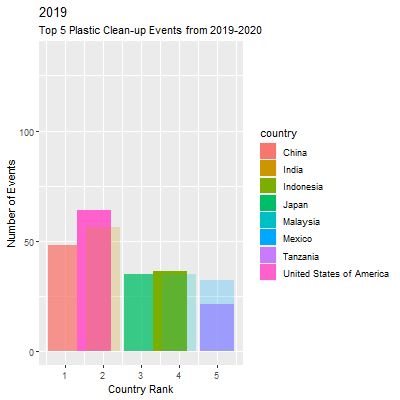 2019
Top 5 Plastic Clean-up Events from 2019-2020
Number of Events
100
50
0
1 2 3 4 5
Country Rank
country
China
India
Indonesia
Japan
Malaysia
Mexico
Tanzania
United States of America